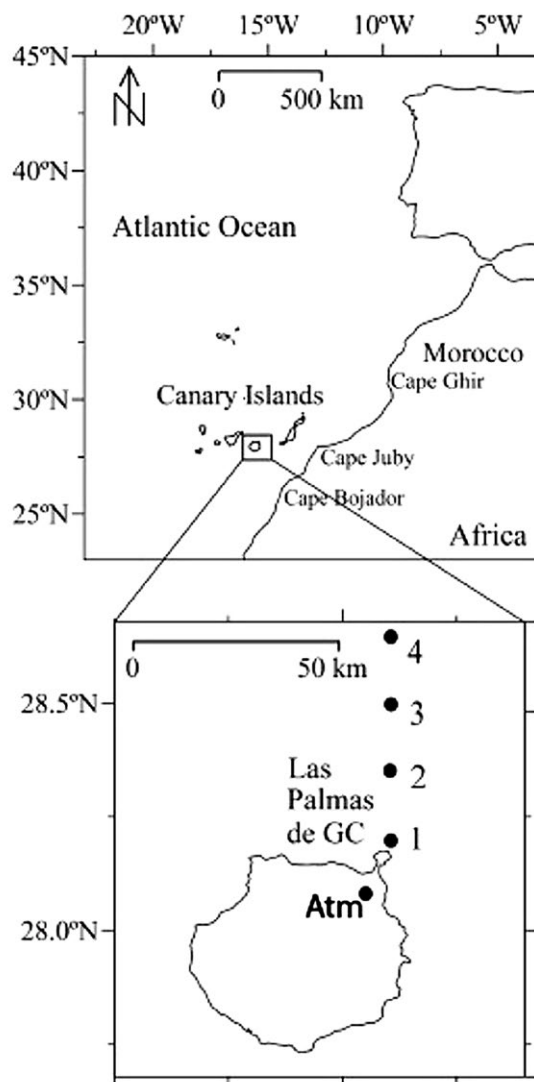 20ºW 15ºW 10ºW 5ºW
45ºN
N
0 500 km
40ºN
Atlantic Ocean
35ºN
Morocco
30ºN
Cape Ghir
Canary Islands
Cape Juby
Cape Bojador
25ºN
Africa
0 50 km
4
28.5ºN
3
Las
Palmas
de GC
2
1
Atm
28.0ºN